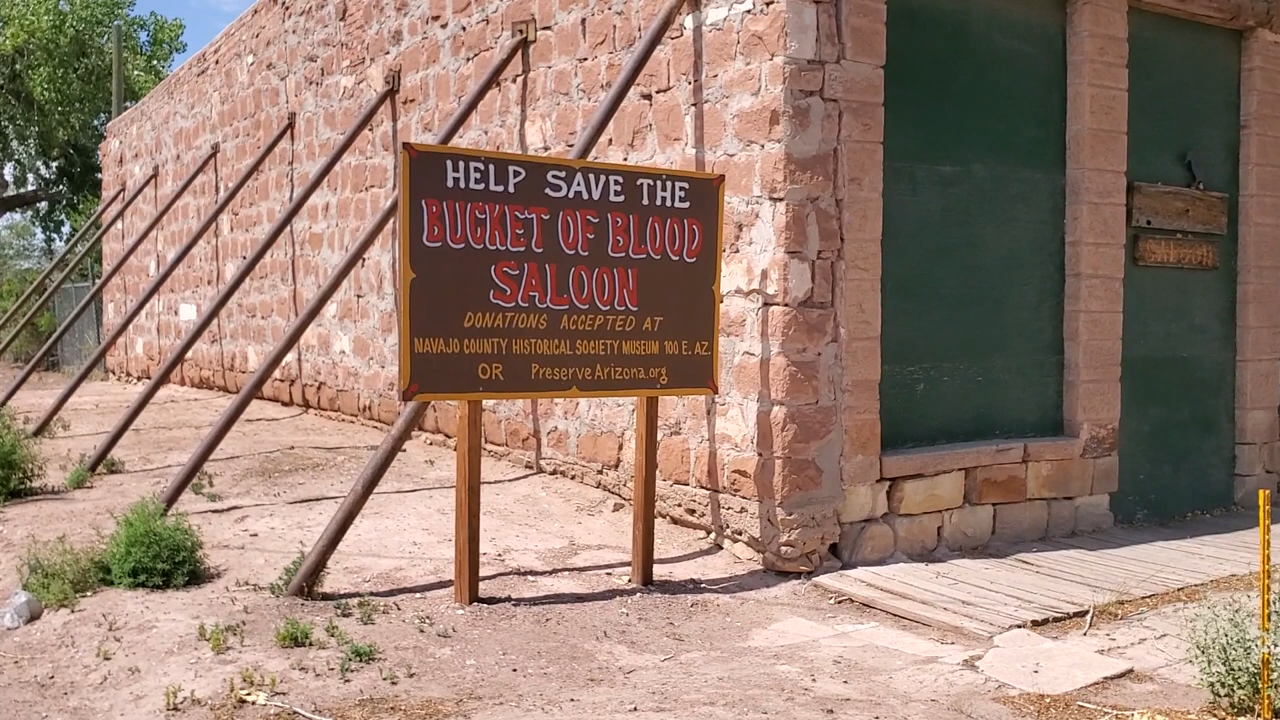 HELP SAVE THE
BUCKET OF BLOOD
SALOON
DONATIONS ACCEPTED AT
NAVAJO COUNTY HISTORICAL SOCIETY MUSEUM 100 E. AZ.
OR PreserveArizona.org
SALOON